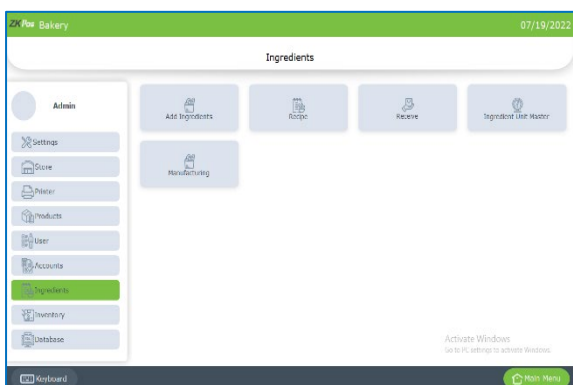 ZKPos Bakery
07/19/2022
Ingredients
Admin
Settings
Store
Printer
Products
User
Accounts
Ingredients
Inventory
Database
Add Ingredients
Recipe
Receive
Ingredient Unit Master
Manufacturing
Activate Windows
Go to PC settings to activate Windows.
Keyboard
Main Menu